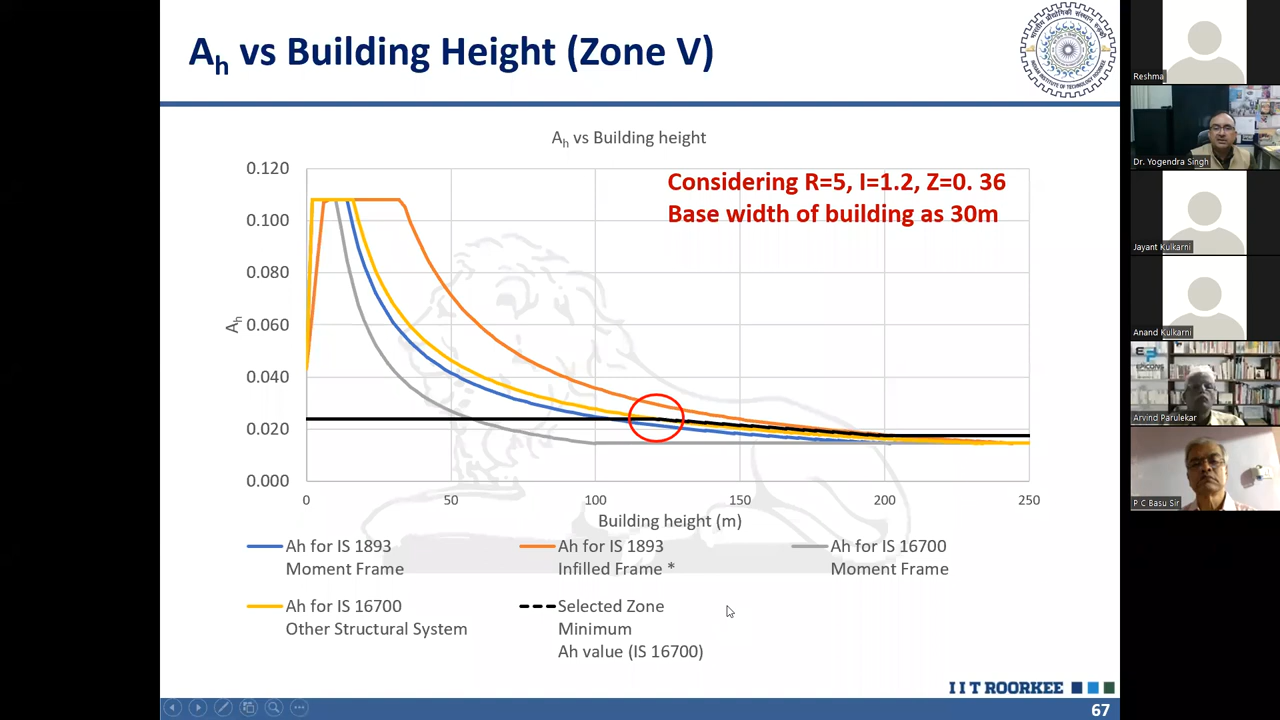 A_h vs Building Height (Zone V)
A_h vs Building height
Considering R=5, I=1.2, Z=0. 36
Base width of building as 30m
0.120
0.100
0.080
0.060
0.040
0.020
0.000
A_h
0 50 100 150 200 250
Building height (m)
Ah for IS 1893
Moment Frame
Ah for IS 1893
Infilled Frame *
Ah for IS 16700
Moment Frame
Ah for IS 16700
Other Structural System
Selected Zone
Minimum
Ah value (IS 16700)
IIT ROORKEE
67
Reshma
Dr. Yogendra Singh
Jayant Kulkarni
Anand Kulkarni
Arvind Parulekar
P C Basu Sir